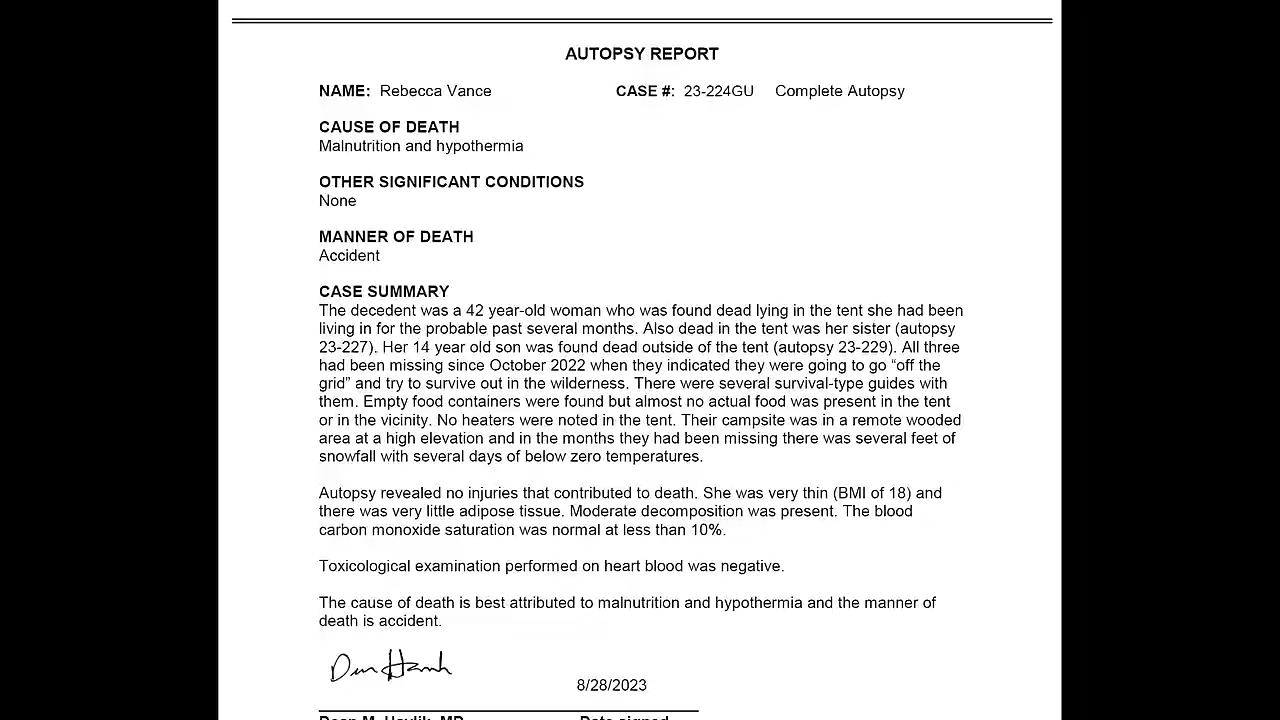 AUTOPSY REPORT
NAME: Rebecca Vance CASE #: 23-224GU Complete Autopsy
CAUSE OF DEATH
Malnutrition and hypothermia
OTHER SIGNIFICANT CONDITIONS
None
MANNER OF DEATH
Accident
CASE SUMMARY
The decedent was a 42 year-old woman who was found dead lying in the tent she had been
living in for the probable past several months. Also dead in the tent was her sister (autopsy
23-227). Her 14 year old son was found dead outside of the tent (autopsy 23-229). All three
had been missing since October 2022 when they indicated they were going to go “off the
grid” and try to survive out in the wilderness. There were several survival-type guides with
them. Empty food containers were found but almost no actual food was present in the tent
or in the vicinity. No heaters were noted in the tent. Their campsite was in a remote wooded
area at a high elevation and in the months they had been missing there was several feet of
snowfall with several days of below zero temperatures.
Autopsy revealed no injuries that contributed to death. She was very thin (BMI of 18) and
there was very little adipose tissue. Moderate decomposition was present. The blood
carbon monoxide saturation was normal at less than 10%.
Toxicological examination performed on heart blood was negative.
The cause of death is best attributed to malnutrition and hypothermia and the manner of
death is accident.
8/28/2023
Dean M. Havlik, MD Date signed